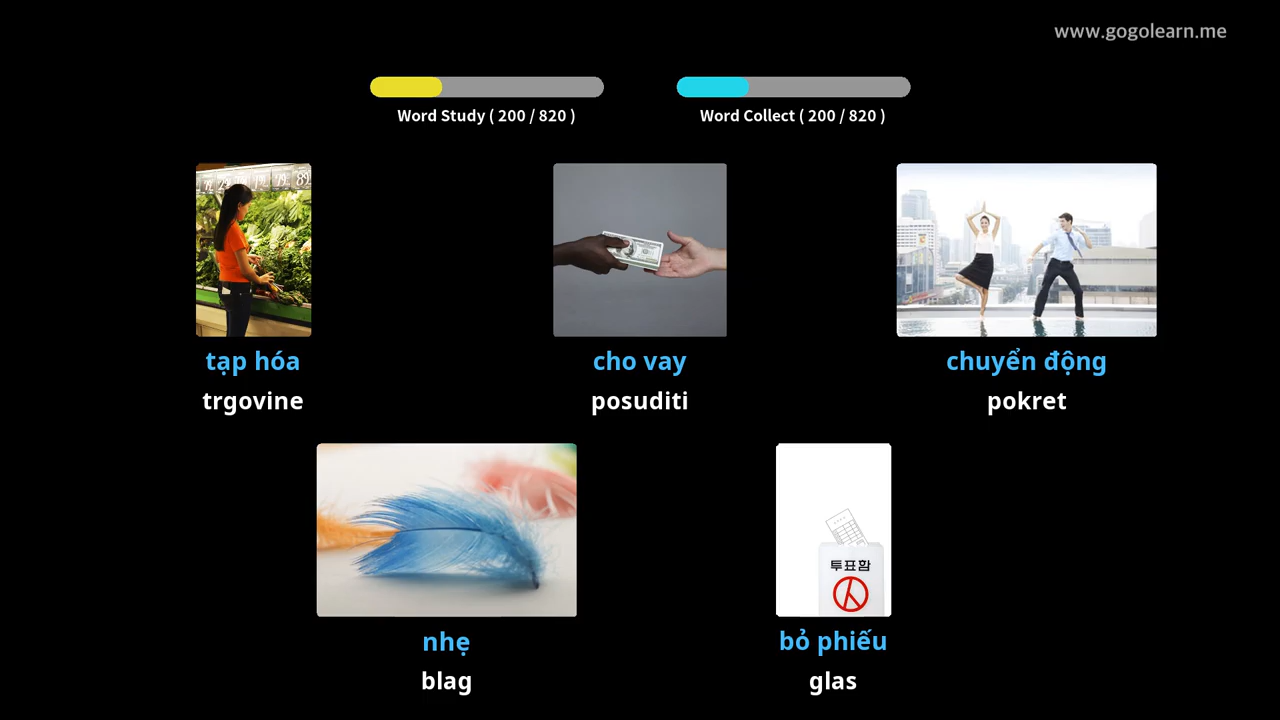 www.gogolearn.me
Word Study ( 200 / 820 )
Word Collect ( 200 / 820 )
tạp hóa
trgovine
cho vay
posuditi
chuyển động
pokret
nhẹ
blag
투표함
bỏ phiếu
glas